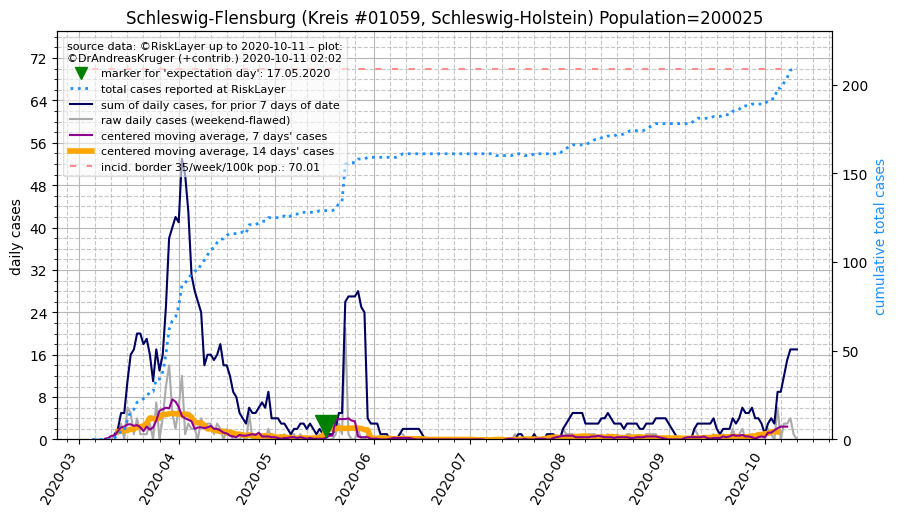 Schleswig-Flensburg (Kreis #01059, Schleswig-Holstein) Population=200025
source data: ©RiskLayer up to 2020-10-11 – plot:
©DrAndreasKruger (+contrib.) 2020-10-11 02:02
marker for 'expectation day': 17.05.2020
total cases reported at RiskLayer
sum of daily cases, for prior 7 days of date
raw daily cases (weekend-flawed)
centered moving average, 7 days' cases
centered moving average, 14 days' cases
incid. border 35/week/100k pop.: 70.01
daily cases
72
64
56
48
40
32
24
16
8
0
200
150
100
50
0
cumulative total cases
2020-03
2020-04
2020-05
2020-06
2020-07
2020-08
2020-09
2020-10